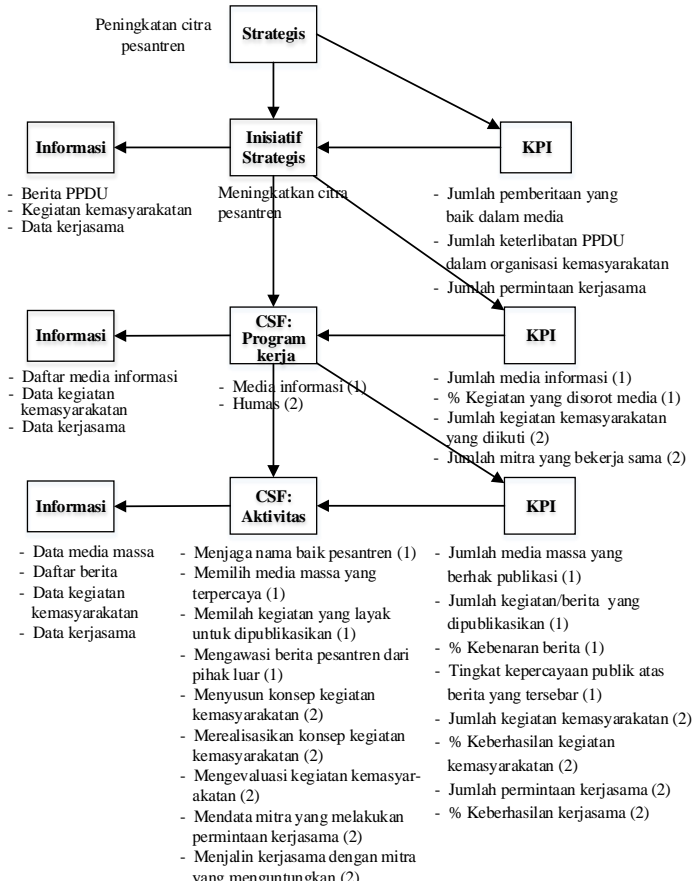 Peningkatan citra
pesantren
Strategis
Informasi
Inisiatif
Strategis
KPI
- Berita PPDU
- Kegiatan kemasyarakatan
- Data kerjasama
Meningkatkan citra
pesantren
- Jumlah pemberitaan yang
baik dalam media
- Jumlah keterlibatan PPDU
dalam organisasi kemasyarakatan
- Jumlah permintaan kerjasama
Informasi
CSF:
Program
kerja
KPI
- Daftar media informasi
- Data kegiatan
kemasyarakatan
- Data kerjasama
- Media informasi (1)
- Humas (2)
- Jumlah media informasi (1)
- % Kegiatan yang disorot media (1)
- Jumlah kegiatan kemasyarakatan
yang diikuti (2)
- Jumlah mitra yang bekerja sama (2)
Informasi
CSF:
Aktivitas
KPI
- Data media massa
- Daftar berita
- Data kegiatan
kemasyarakatan
- Data kerjasama
- Menjaga nama baik pesantren (1)
- Memilih media massa yang
terpercaya (1)
- Memilah kegiatan yang layak
untuk dipublikasikan (1)
- Mengawasi berita pesantren dari
pihak luar (1)
- Menyusun konsep kegiatan
kemasyarakatan (2)
- Merealisasikan konsep kegiatan
kemasyarakatan (2)
- Mengevaluasi kegiatan kemasyar-
akatan (2)
- Mendata mitra yang melakukan
permintaan kerjasama (2)
- Menjalin kerjasama dengan mitra
yang menguntungkan (2)
- Jumlah media massa yang
berhak publikasi (1)
- Jumlah kegiatan/berita yang
dipublikasikan (1)
- % Kebenaran berita (1)
- Tingkat kepercayaan publik atas
berita yang tersebar (1)
- Jumlah kegiatan kemasyarakatan (2)
- % Keberhasilan kegiatan
kemasyarakatan (2)
- Jumlah permintaan kerjasama (2)
- % Keberhasilan kerjasama (2)